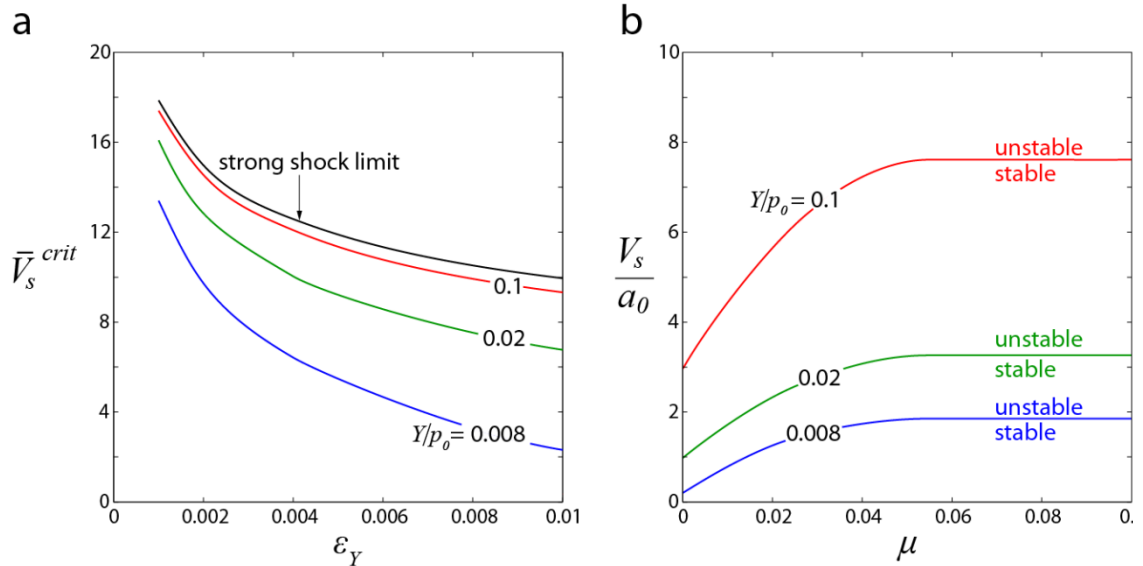 a
20
16
12
8
4
0
0
0.002
0.004
0.006
0.008
0.01
V̄ₛ ᶜʳⁱᵗ
ε_Y
strong shock limit
0.1
0.02
Y/p₀ = 0.008
b
10
8
6
4
2
0
0
0.02
0.04
0.06
0.08
0.
Vₛ
a₀
μ
Y/p₀ = 0.1
unstable
stable
0.02
unstable
stable
0.008
unstable
stable